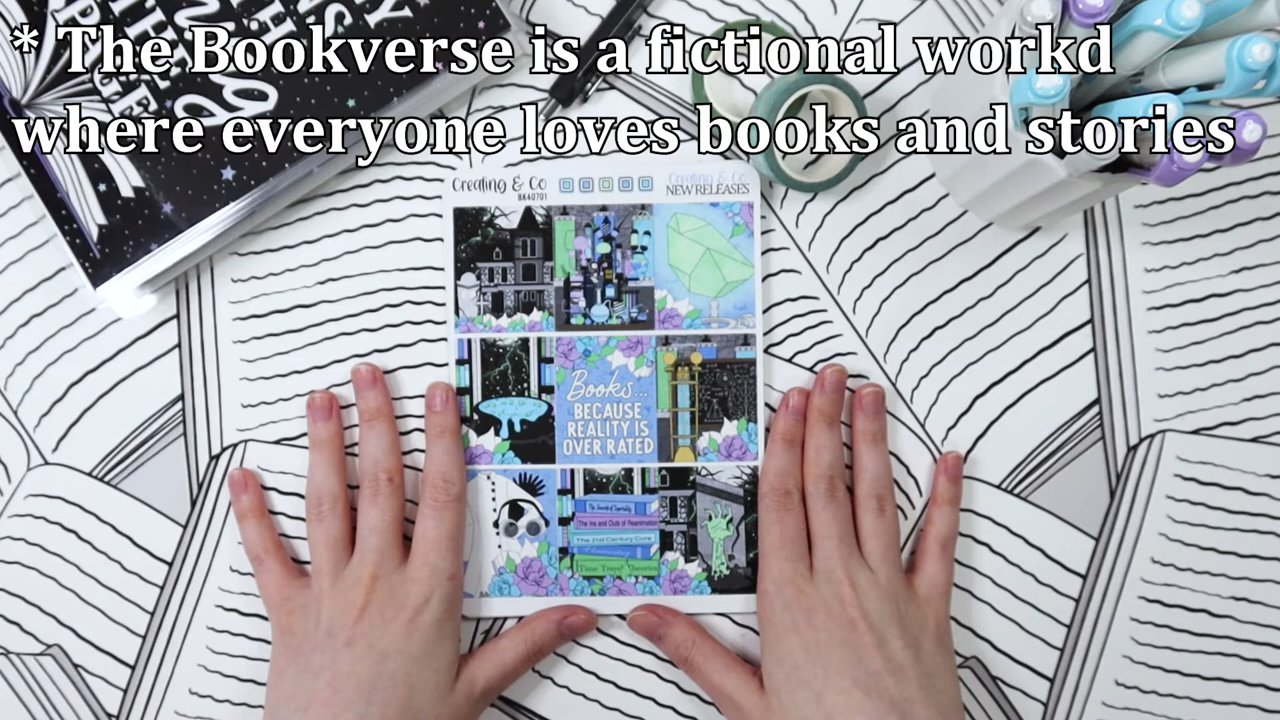 * The Bookverse is a fictional workd
where everyone loves books and stories
Creating & Co
BK40701
Creating & Co
NEW RELEASES
Books...
BECAUSE
REALITY IS
OVER RATED
The Ins and Outs of Reanimation
The 21st Century Cure
Chemistry
Time Travel Theories